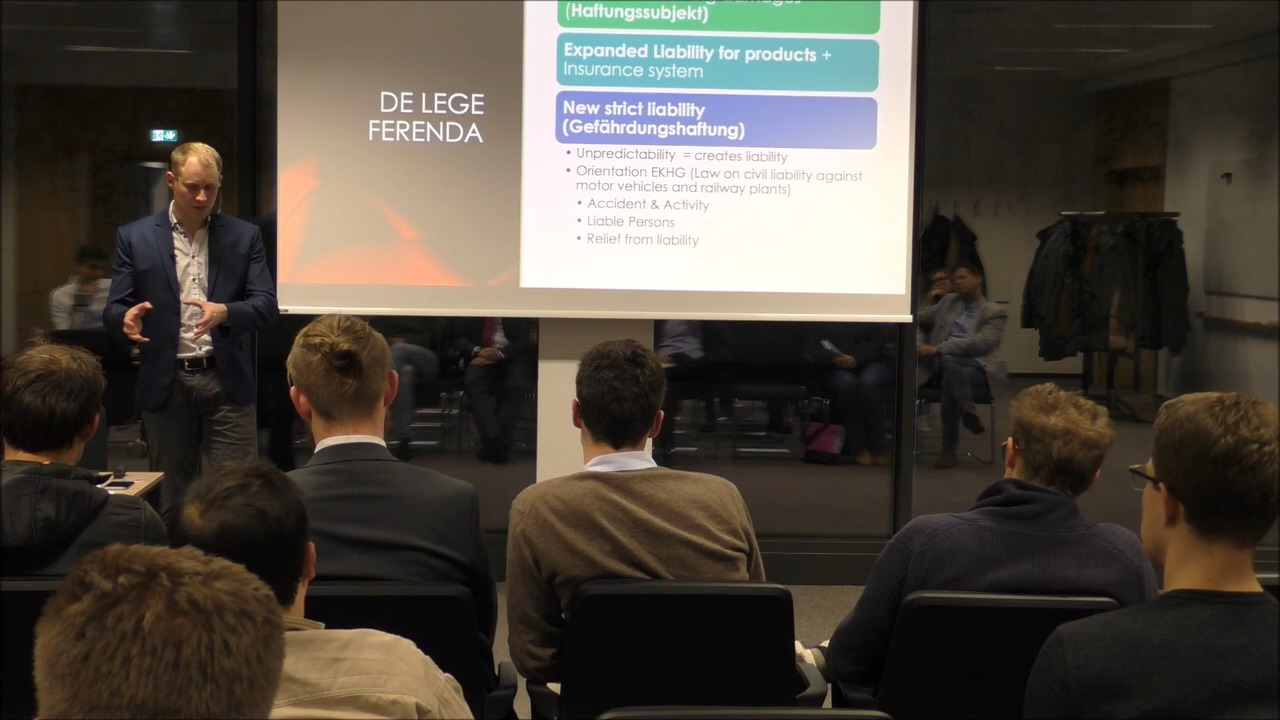 DE LEGE
FERENDA
(Haftungssubjekt)
Expanded Liability for products +
Insurance system
New strict liability
(Gefährdungshaftung)
• Unpredictability = creates liability
• Orientation EKHG (Law on civil liability against
motor vehicles and railway plants)
• Accident & Activity
• Liable Persons
• Relief from liability